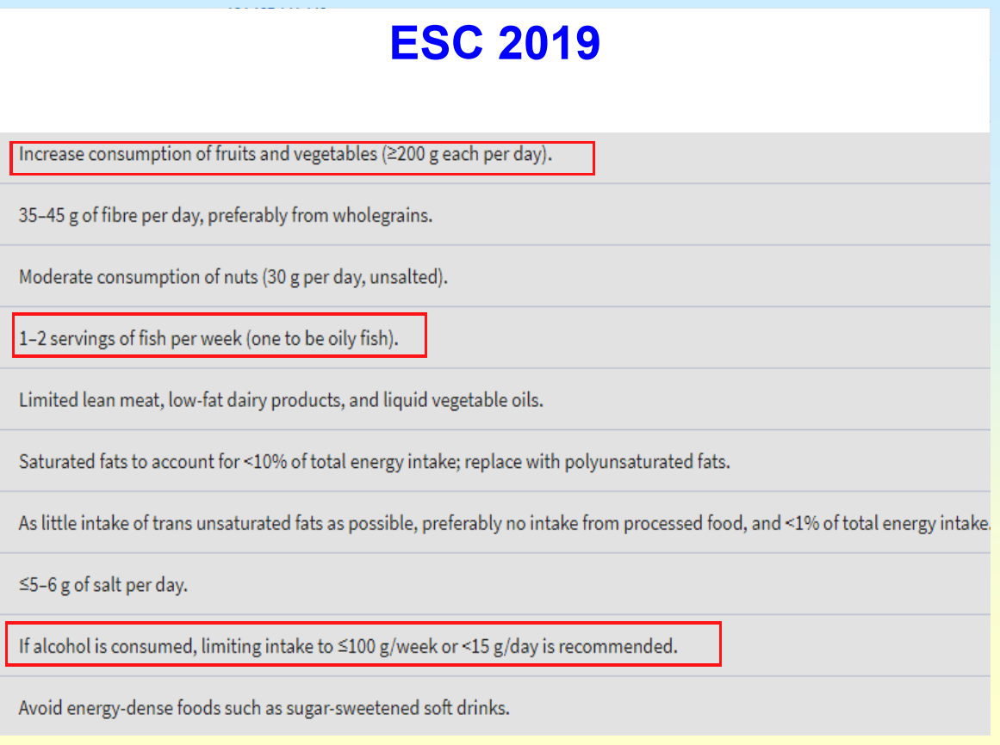 ESC 2019
Increase consumption of fruits and vegetables (≥200 g each per day).
35–45 g of fibre per day, preferably from wholegrains.
Moderate consumption of nuts (30 g per day, unsalted).
1–2 servings of fish per week (one to be oily fish).
Limited lean meat, low-fat dairy products, and liquid vegetable oils.
Saturated fats to account for <10% of total energy intake; replace with polyunsaturated fats.
As little intake of trans unsaturated fats as possible, preferably no intake from processed food, and <1% of total energy intake.
≤5–6 g of salt per day.
If alcohol is consumed, limiting intake to ≤100 g/week or <15 g/day is recommended.
Avoid energy-dense foods such as sugar-sweetened soft drinks.